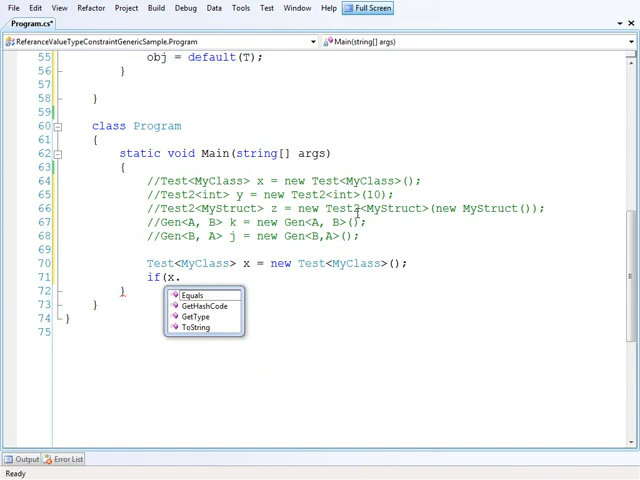 File Edit View Refactor Project Build Debug Data Tools Test Window Help Full Screen
Program.cs*
ReferanceValueTypeConstraintGenericSample.Program Main(string[] args)
55 obj = default(T);
56 }
57
58 }
59
60 class Program
61 {
62 static void Main(string[] args)
63 {
64 //Test<MyClass> x = new Test<MyClass>();
65 //Test2<int> y = new Test2<int>(10);
66 //Test2<MyStruct> z = new Test2<MyStruct>(new MyStruct());
67 //Gen<A, B> k = new Gen<A, B>();
68 //Gen<B, A> j = new Gen<B,A>();
69
70 Test<MyClass> x = new Test<MyClass>();
71 if(x.
72 }
Equals
73 }
GetHashCode
74 }
GetType
75
ToString
Output Error List
Ready